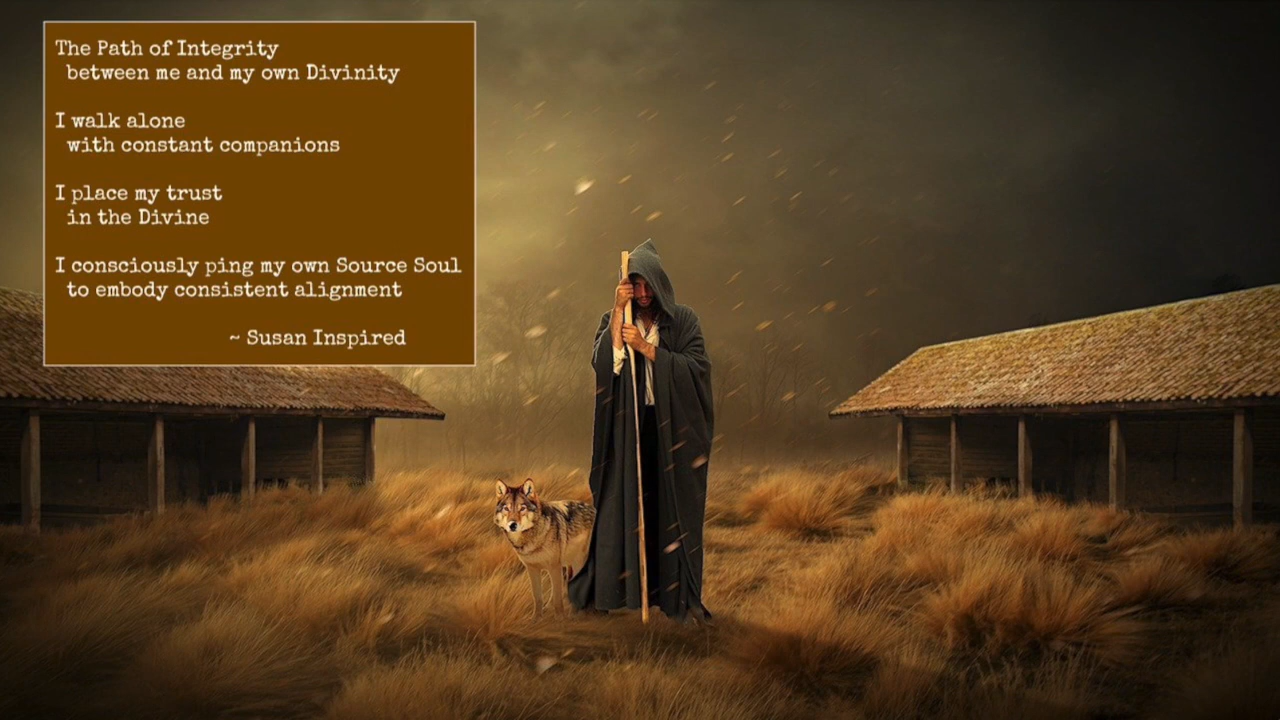 The Path of Integrity
between me and my own Divinity
I walk alone
with constant companions
I place my trust
in the Divine
I consciously ping my own Source Soul
to embody consistent alignment
~ Susan Inspired